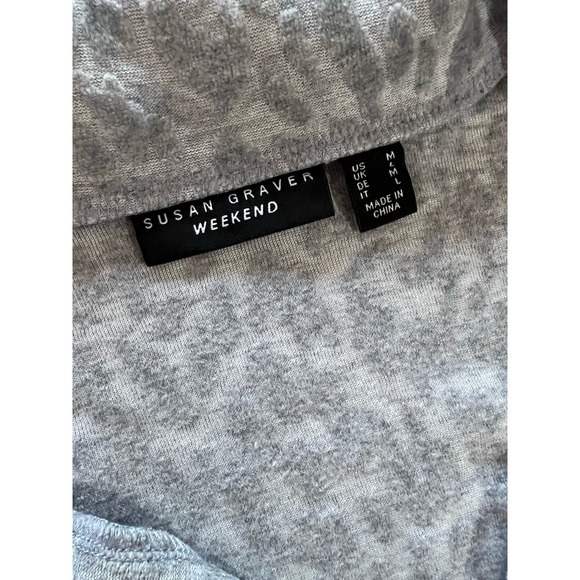 SUSAN GRAVER
WEEKEND
US M
UK
DE M
IT L
MADE IN
CHINA